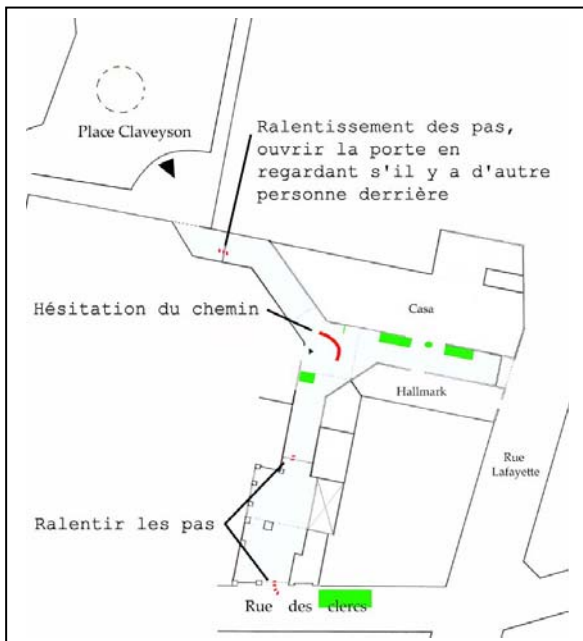 Place Claveyson
Ralentissement des pas,
ouvrir la porte en
regardant s'il y a d'autre
personne derrière
Hésitation du chemin
Casa
Hallmark
Rue
Lafayette
Ralentir les pas
Rue des clercs